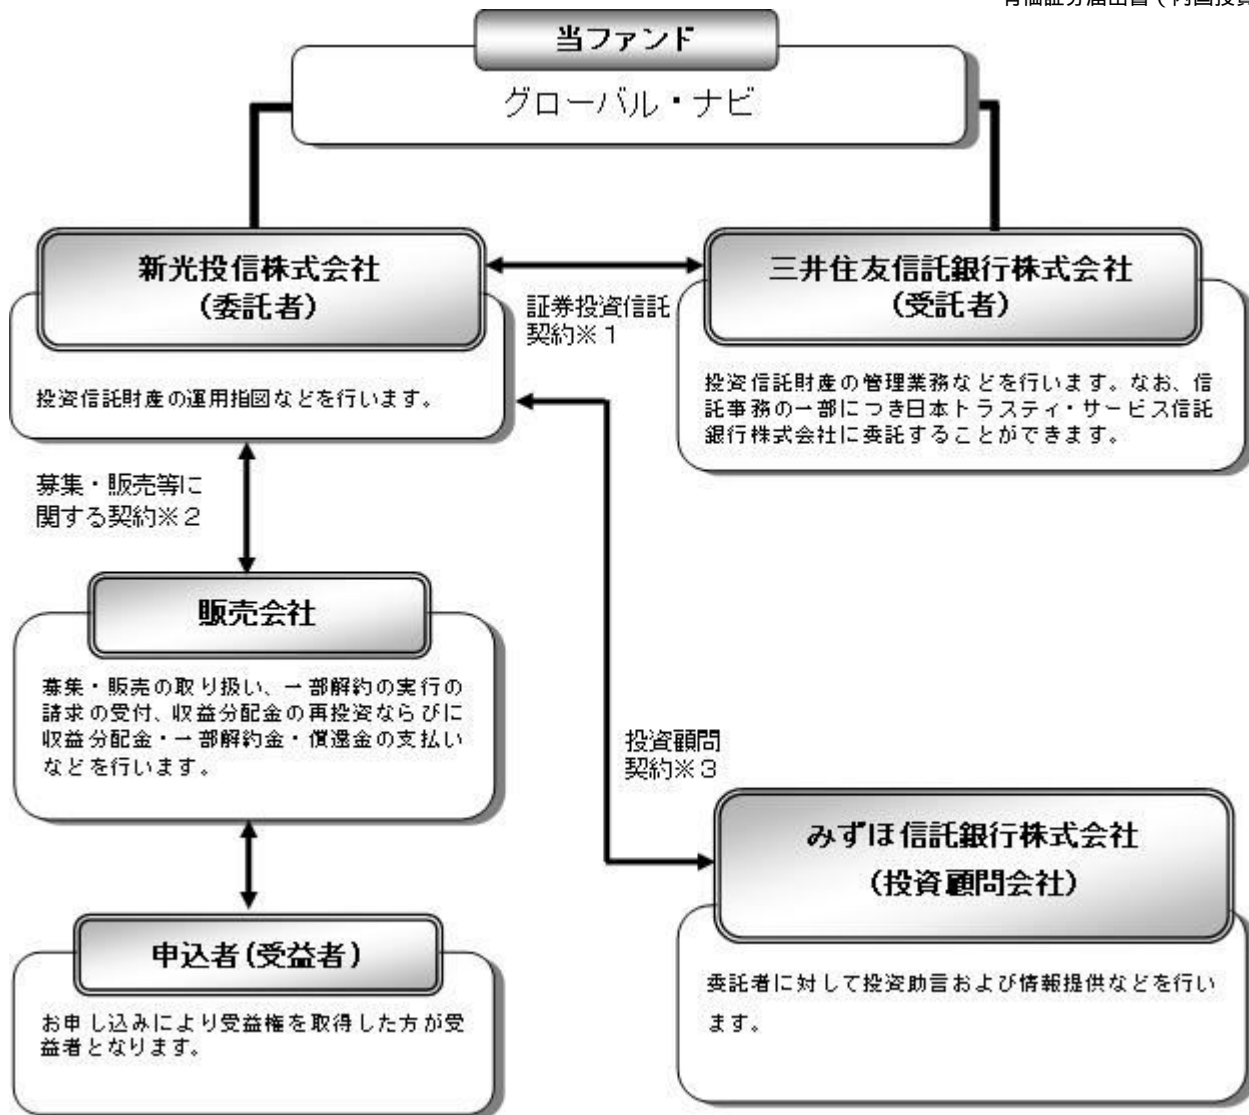 当ファンド
グローバル・ナビ
新光投信株式会社
(委託者)
投資信託財産の運用指図などを行います。
証券投資信託
契約※1
三井住友信託銀行株式会社
(受託者)
投資信託財産の管理業務などを行います。なお、信
託事務の一部につき日本トラスティ・サービス信託
銀行株式会社に委託することができます。
募集・販売等に
関する契約※2
販売会社
募集・販売の取り扱い、一部解約の実行の
請求の受付、収益分配金の再投資ならびに
収益分配金・一部解約金・償還金の支払い
などを行います。
投資顧問
契約※3
みずほ信託銀行株式会社
(投資顧問会社)
委託者に対して投資助言および情報提供などを行い
ます。
申込者(受益者)
お申し込みにより受益権を取得した方が受
益者となります。